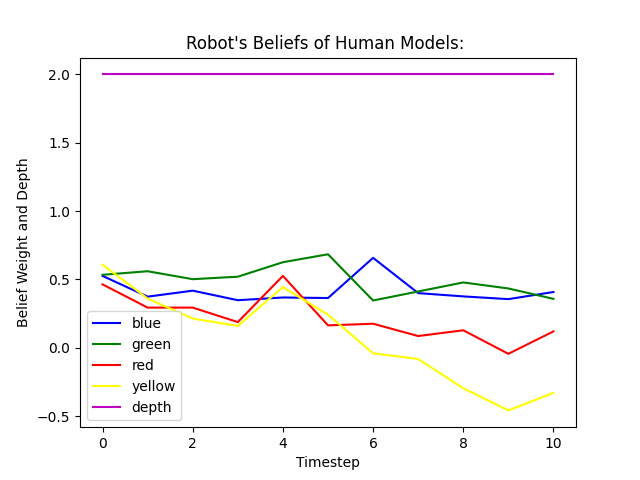 Robot's Beliefs of Human Models:
Belief Weight and Depth
2.0
1.5
1.0
0.5
0.0
−0.5
blue
green
red
yellow
depth
0 2 4 6 8 10
Timestep